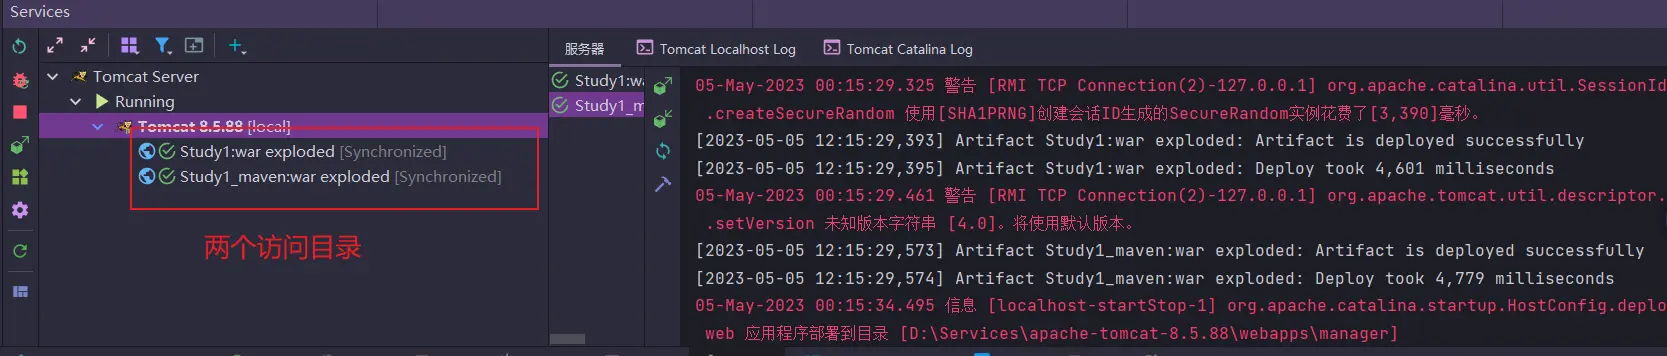 Services
服务器
Tomcat Localhost Log
Tomcat Catalina Log
Tomcat Server
Running
Tomcat 8.5.88 [local]
Study1:war exploded [Synchronized]
Study1_maven:war exploded [Synchronized]
两个访问目录
Study1:wa
Study1_m
05-May-2023 00:15:29.325 警告 [RMI TCP Connection(2)-127.0.0.1] org.apache.catalina.util.SessionId
.createSecureRandom 使用[SHA1PRNG]创建会话ID生成的SecureRandom实例花费了[3,390]毫秒。
[2023-05-05 12:15:29,393] Artifact Study1:war exploded: Artifact is deployed successfully
[2023-05-05 12:15:29,395] Artifact Study1:war exploded: Deploy took 4,601 milliseconds
05-May-2023 00:15:29.461 警告 [RMI TCP Connection(2)-127.0.0.1] org.apache.tomcat.util.descriptor.
.setVersion 未知版本字符串 [4.0]。将使用默认版本。
[2023-05-05 12:15:29,573] Artifact Study1_maven:war exploded: Artifact is deployed successfully
[2023-05-05 12:15:29,574] Artifact Study1_maven:war exploded: Deploy took 4,779 milliseconds
05-May-2023 00:15:34.495 信息 [localhost-startStop-1] org.apache.catalina.startup.HostConfig.deplo
web 应用程序部署到目录 [D:\Services\apache-tomcat-8.5.88\webapps\manager]